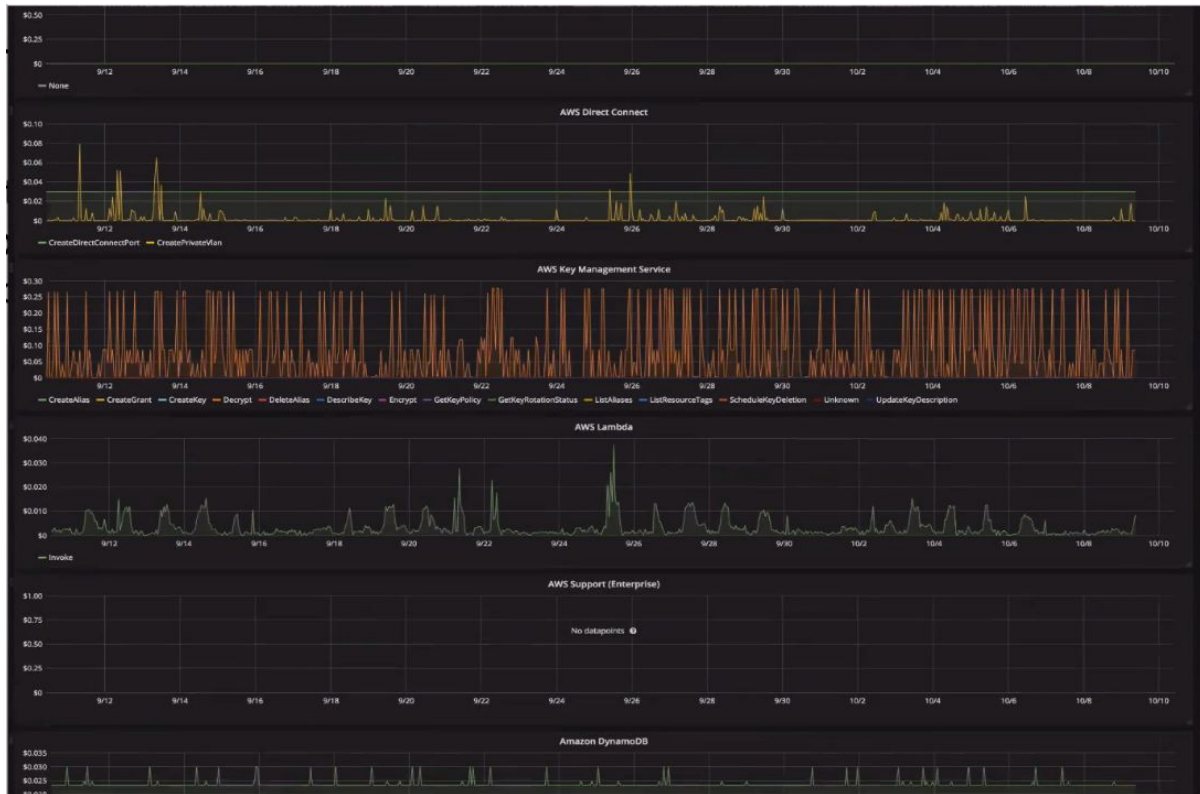 $0.50
$0.25
$0
9/12 9/14 9/16 9/18 9/20 9/22 9/24 9/26 9/28 9/30 10/2 10/4 10/6 10/8 10/10
None
AWS Direct Connect
$0.10
$0.08
$0.06
$0.04
$0.02
$0
9/12 9/14 9/16 9/18 9/20 9/22 9/24 9/26 9/28 9/30 10/2 10/4 10/6 10/8 10/10
CreateDirectConnectPort CreatePrivateVlan
AWS Key Management Service
$0.30
$0.25
$0.20
$0.15
$0.10
$0.05
$0
9/12 9/14 9/16 9/18 9/20 9/22 9/24 9/26 9/28 9/30 10/2 10/4 10/6 10/8 10/10
CreateAlias CreateGrant CreateKey Decrypt DeleteAlias DescribeKey Encrypt GetKeyPolicy GetKeyRotationStatus ListAliases ListResourceTags ScheduleKeyDeletion Unknown UpdateKeyDescription
AWS Lambda
$0.040
$0.030
$0.020
$0.010
$0
9/12 9/14 9/16 9/18 9/20 9/22 9/24 9/26 9/28 9/30 10/2 10/4 10/6 10/8 10/10
Invoke
AWS Support (Enterprise)
$1.00
$0.75
No datapoints
$0.50
$0.25
$0
9/12 9/14 9/16 9/18 9/20 9/22 9/24 9/26 9/28 9/30 10/2 10/4 10/6 10/8 10/10
Amazon DynamoDB
$0.035
$0.030
$0.025